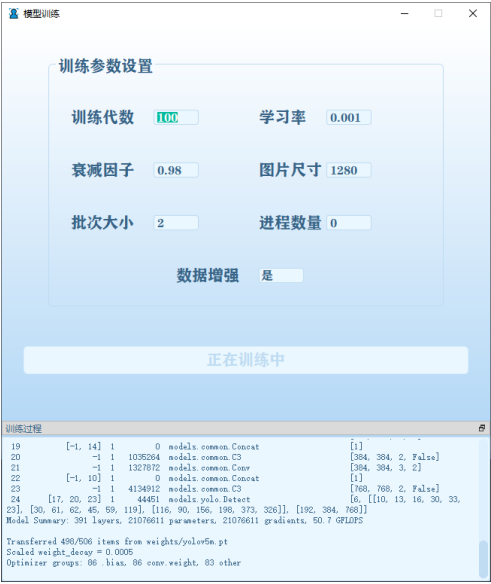 模型训练
训练参数设置
训练代数 100 学习率 0.001
衰减因子 0.98 图片尺寸 1280
批次大小 2 进程数量 0
数据增强 是
正在训练中
训练过程
19 [-1, 14] 1 0 models.common.Concat [1]
20 -1 1 1035264 models.common.C3 [384, 384, 2, False]
21 -1 1 1327872 models.common.Conv [384, 384, 3, 2]
22 [-1, 10] 1 0 models.common.Concat [1]
23 -1 1 4134912 models.common.C3 [768, 768, 2, False]
24 [17, 20, 23] 1 44451 models.yolo.Detect [6, [[10, 13, 16, 30, 33,
23], [30, 61, 62, 45, 59, 119], [116, 90, 156, 198, 373, 326]], [192, 384, 768]]
Model Summary: 391 layers, 21076611 parameters, 21076611 gradients, 50.7 GFLOPS
Transferred 498/506 items from weights/yolov5m.pt
Scaled weight_decay = 0.0005
Optimizer groups: 86 .bias, 86 conv.weight, 83 other